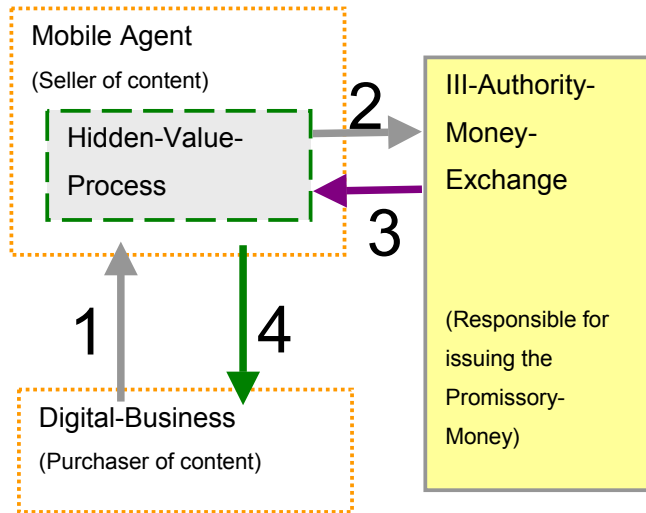 Mobile Agent
(Seller of content)
Hidden-Value-
Process
2
3
III-Authority-
Money-
Exchange
(Responsible for
issuing the
Promissory-
Money)
1
4
Digital-Business
(Purchaser of content)